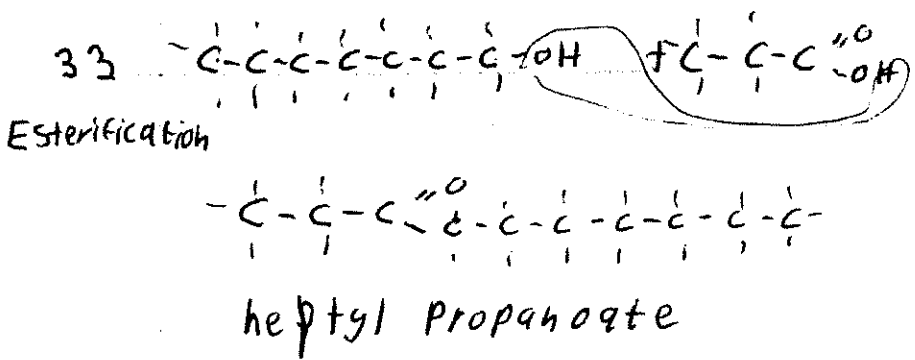 33 -C-C-C-C-C-C-C-OH + C-C-C=O-OH
Esterification
-C-C-C=O-C-C-C-C-C-C-C-
heptyl Propanoate